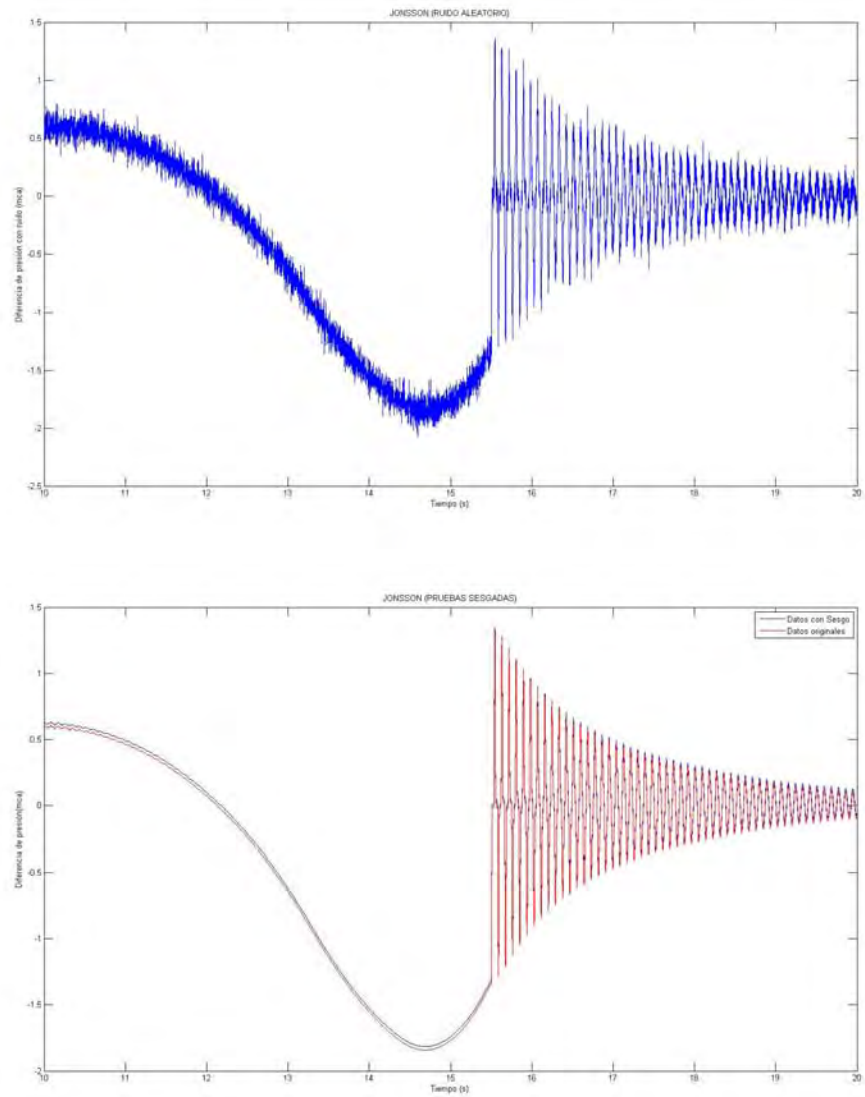 JONSSON (RUIDO ALEATORIO)
1.5
1
0.5
0
-0.5
-1
-1.5
-2
-2.5
Diferencia de presión con ruido (mca)
10 11 12 13 14 15 16 17 18 19 20
Tiempo (s)
JONSSON (PRUEBAS SESGADAS)
Datos con Sesgo
Datos originales
1.5
1
0.5
0
-0.5
-1
-1.5
-2
Diferencia de presión(mca)
10 11 12 13 14 15 16 17 18 19 20
Tiempo (s)